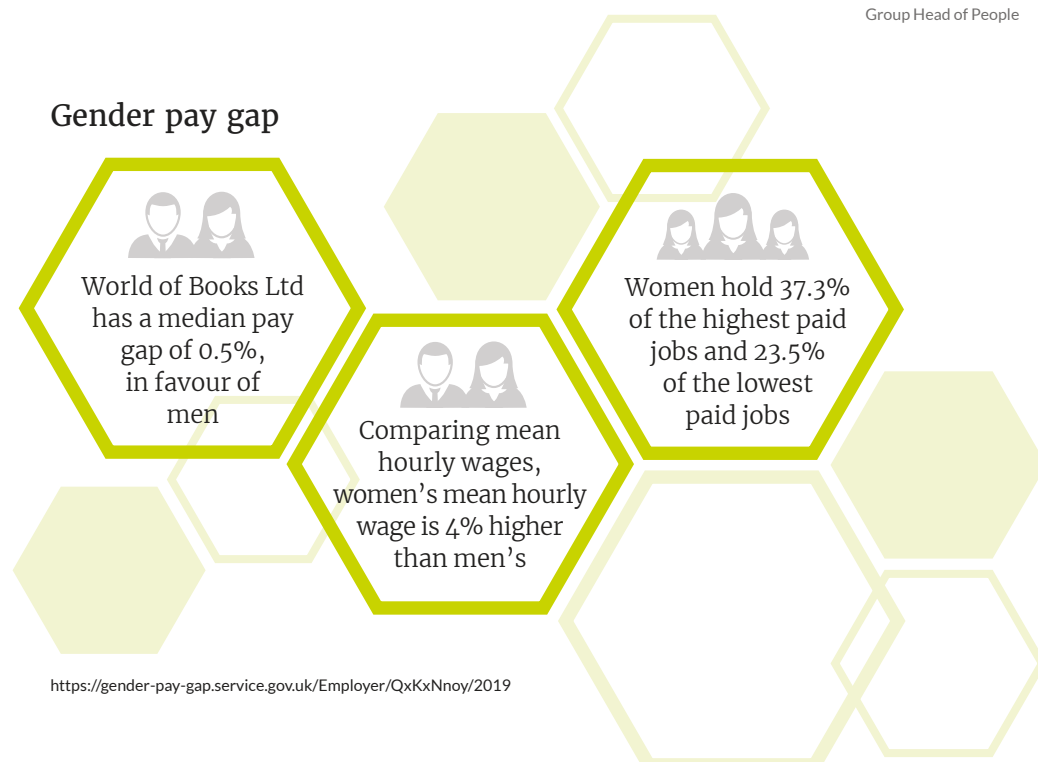 Group Head of People
Gender pay gap
World of Books Ltd
has a median pay
gap of 0.5%,
in favour of
men
Comparing mean
hourly wages,
women's mean hourly
wage is 4% higher
than men's
Women hold 37.3%
of the highest paid
jobs and 23.5%
of the lowest
paid jobs
https://gender-pay-gap.service.gov.uk/Employer/QxKxNnoy/2019